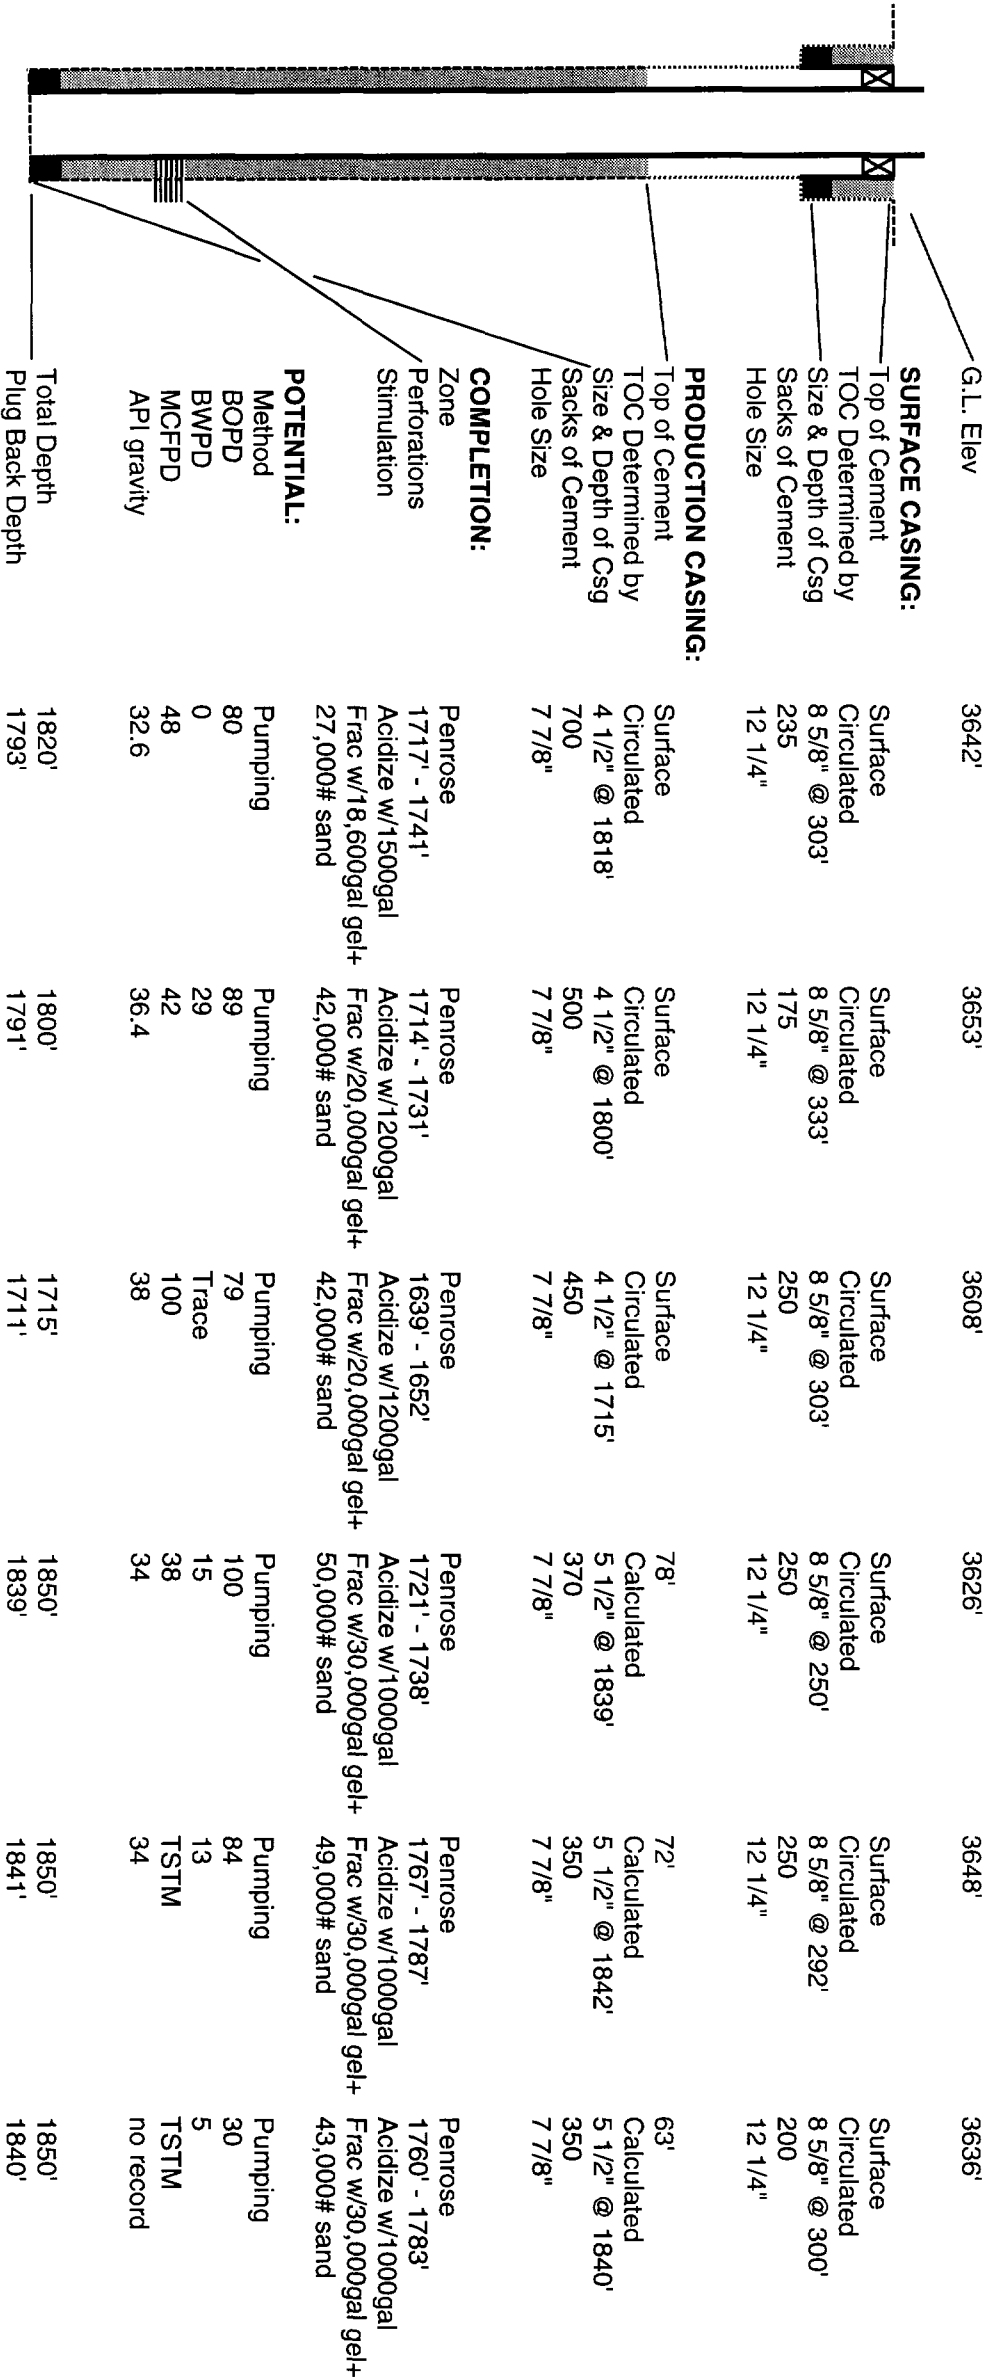 G.L. Elev 3642' 3653' 3608' 3626' 3648' 3636'
SURFACE CASING:
Top of Cement Surface Surface Surface Surface Surface Surface
TOC Determined by Circulated Circulated Circulated Circulated Circulated Circulated
Size & Depth of Csg 8 5/8" @ 303' 8 5/8" @ 333' 8 5/8" @ 303' 8 5/8" @ 250' 8 5/8" @ 292' 8 5/8" @ 300'
Sacks of Cement 235 175 250 250 250 200
Hole Size 12 1/4" 12 1/4" 12 1/4" 12 1/4" 12 1/4" 12 1/4"
PRODUCTION CASING:
Top of Cement Surface Surface Surface 78' 72' 63'
TOC Determined by Circulated Circulated Circulated Calculated Calculated Calculated
Size & Depth of Csg 4 1/2" @ 1818' 4 1/2" @ 1800' 4 1/2" @ 1715' 5 1/2" @ 1839' 5 1/2" @ 1842' 5 1/2" @ 1840'
Sacks of Cement 700 500 450 370 350 350
Hole Size 7 7/8" 7 7/8" 7 7/8" 7 7/8" 7 7/8" 7 7/8"
COMPLETION:
Zone Penrose Penrose Penrose Penrose Penrose Penrose
Perforations 1717' - 1741' 1714' - 1731' 1639' - 1652' 1721' - 1738' 1767' - 1787' 1760' - 1783'
Stimulation Acidize w/1500gal Acidize w/1200gal Acidize w/1200gal Acidize w/1000gal Acidize w/1000gal Acidize w/1000gal
Frac w/18,600gal gel+ Frac w/20,000gal gel+ Frac w/20,000gal gel+ Frac w/30,000gal gel+ Frac w/30,000gal gel+ Frac w/30,000gal gel+
27,000# sand 42,000# sand 42,000# sand 50,000# sand 49,000# sand 43,000# sand
POTENTIAL:
Method Pumping Pumping Pumping Pumping Pumping Pumping
BOPD 80 89 79 100 84 30
BWPD 0 29 Trace 15 13 5
MCFPD 48 42 100 38 TSTM TSTM
API gravity 32.6 36.4 38 34 34 no record
Total Depth 1820' 1800' 1715' 1850' 1850' 1850'
Plug Back Depth 1793' 1791' 1711' 1839' 1841' 1840'